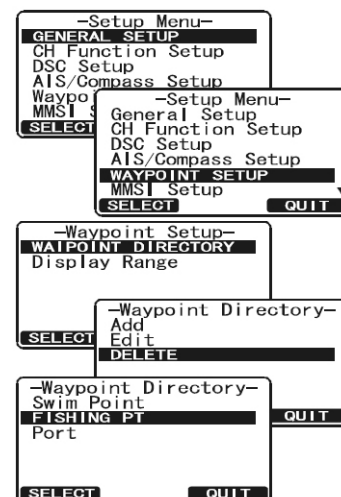 —Setup Menu—
GENERAL SETUP
CH Function Setup
DSC Setup
AIS/Compass Setup
Waypo
MMSI S
SELECT
—Setup Menu—
General Setup
CH Function Setup
DSC Setup
AIS/Compass Setup
WAYPOINT SETUP
MMSI Setup
SELECT QUIT
—Waypoint Setup—
WAIPOINT DIRECTORY
Display Range
SELECT
—Waypoint Directory—
Add
Edit
DELETE
QUIT
—Waypoint Directory—
Swim Point
FISHING PT
Port
SELECT QUIT